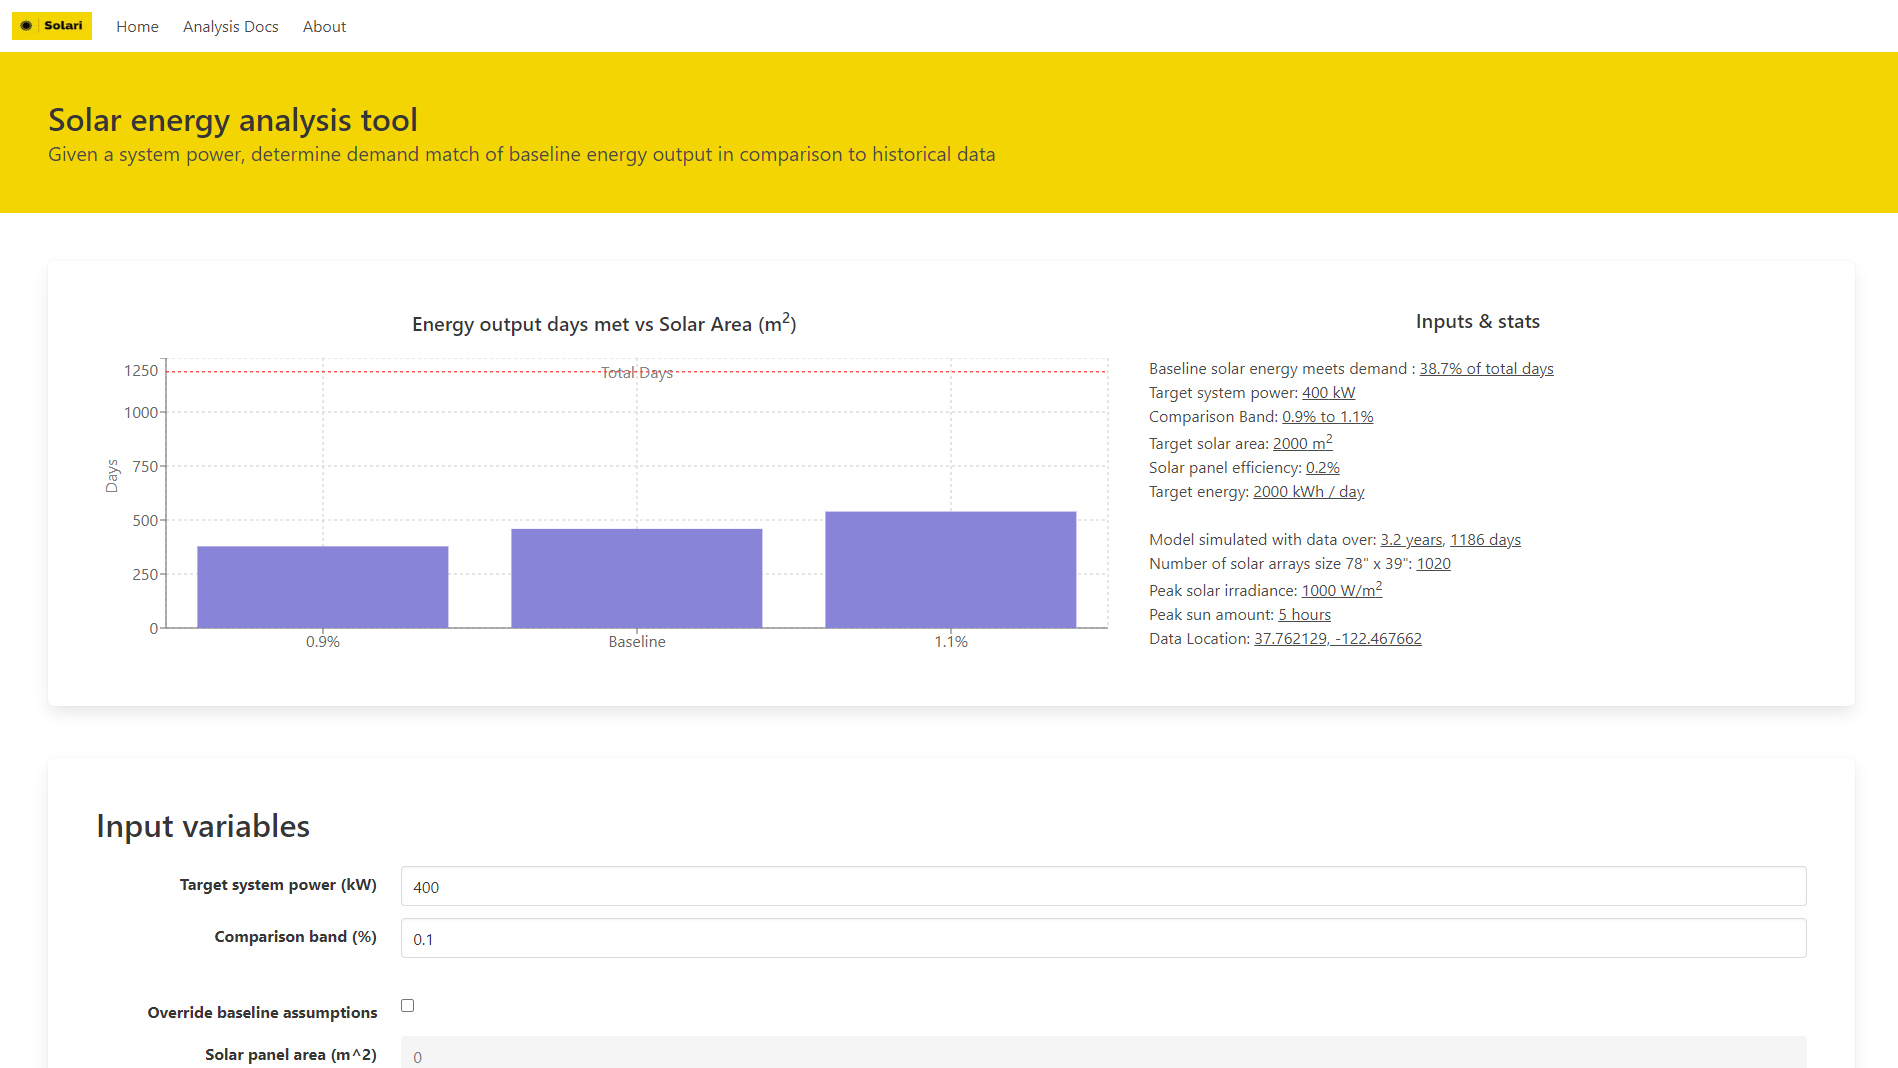 Solari
Home
Analysis Docs
About
Solar energy analysis tool
Given a system power, determine demand match of baseline energy output in comparison to historical data
Energy output days met vs Solar Area (m²)
Total Days
1250
1000
750
500
250
0
Days
0.9%
Baseline
1.1%
Inputs & stats
Baseline solar energy meets demand : 38.7% of total days
Target system power: 400 kW
Comparison Band: 0.9% to 1.1%
Target solar area: 2000 m²
Solar panel efficiency: 0.2%
Target energy: 2000 kWh / day
Model simulated with data over: 3.2 years, 1186 days
Number of solar arrays size 78" x 39": 1020
Peak solar irradiance: 1000 W/m²
Peak sun amount: 5 hours
Data Location: 37.762129, -122.467662
Input variables
Target system power (kW)
400
Comparison band (%)
0.1
Override baseline assumptions
Solar panel area (m^2)
0